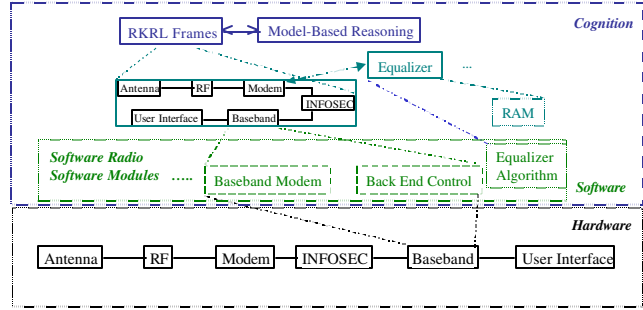 Cognition
RKRL Frames
Model-Based Reasoning
Equalizer
...
Antenna
RF
Modem
INFOSEC
User Interface
Baseband
RAM
Software Radio
Software Modules .....
Baseband Modem
Back End Control
Equalizer
Algorithm
Software
Hardware
Antenna
RF
Modem
INFOSEC
Baseband
User Interface